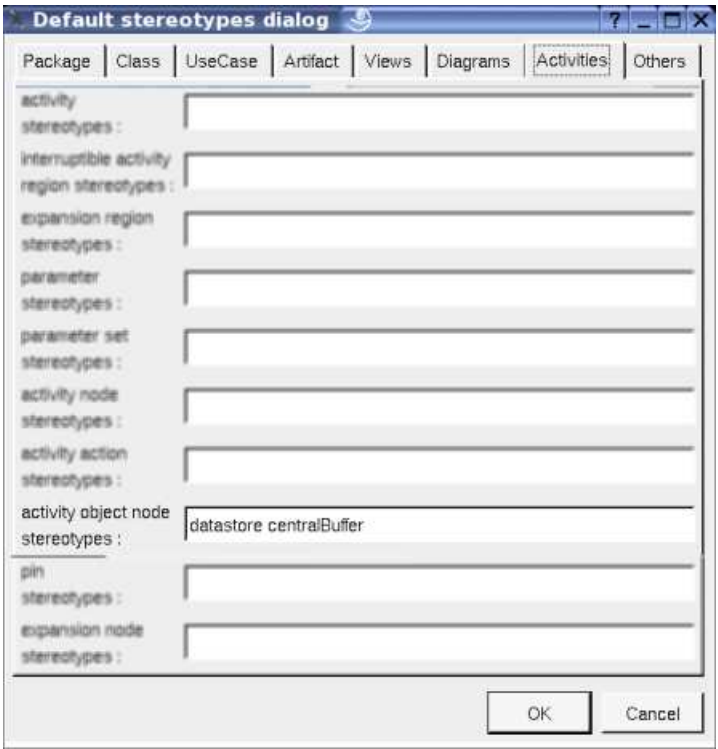 Default stereotypes dialog
Package Class UseCase Artifact Views Diagrams Activities Others
activity
stereotypes :
interruptible activity
region stereotypes :
expansion region
stereotypes :
parameter
stereotypes :
parameter set
stereotypes :
activity node
stereotypes :
activity action
stereotypes :
activity object node
stereotypes :
datastore centralBuffer
pin
stereotypes :
expansion node
stereotypes :
OK Cancel